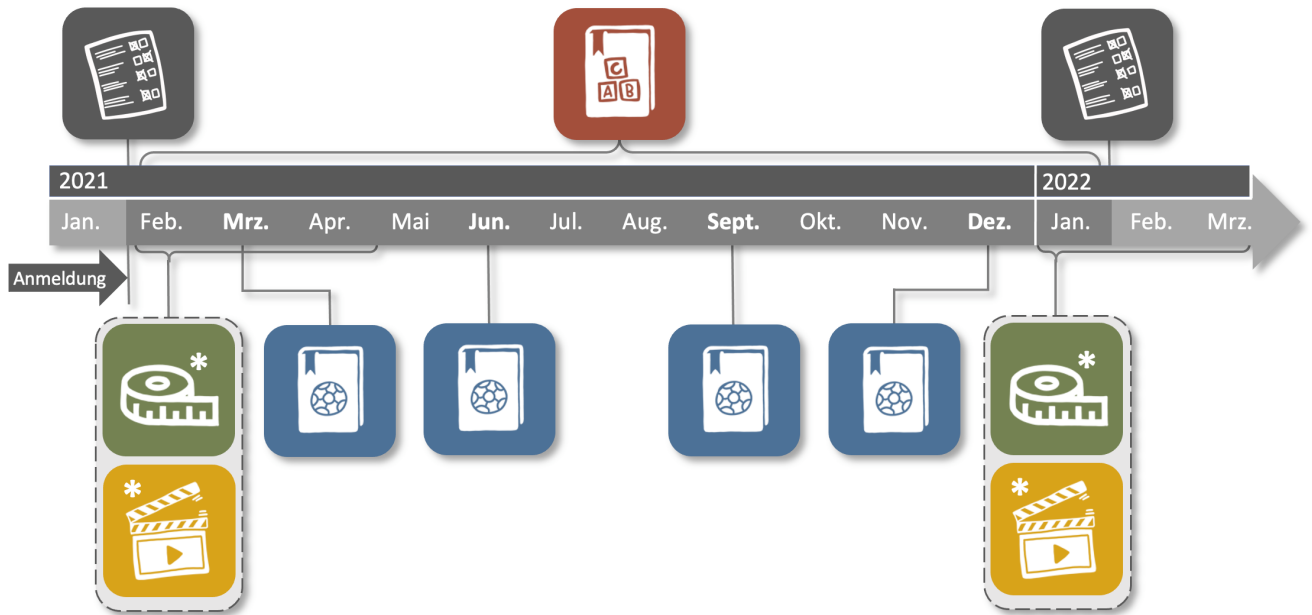 C
A B
2021 2022
Jan. Feb. Mrz. Apr. Mai Jun. Jul. Aug. Sept. Okt. Nov. Dez. Jan. Feb. Mrz.
Anmeldung
*
*
*
*